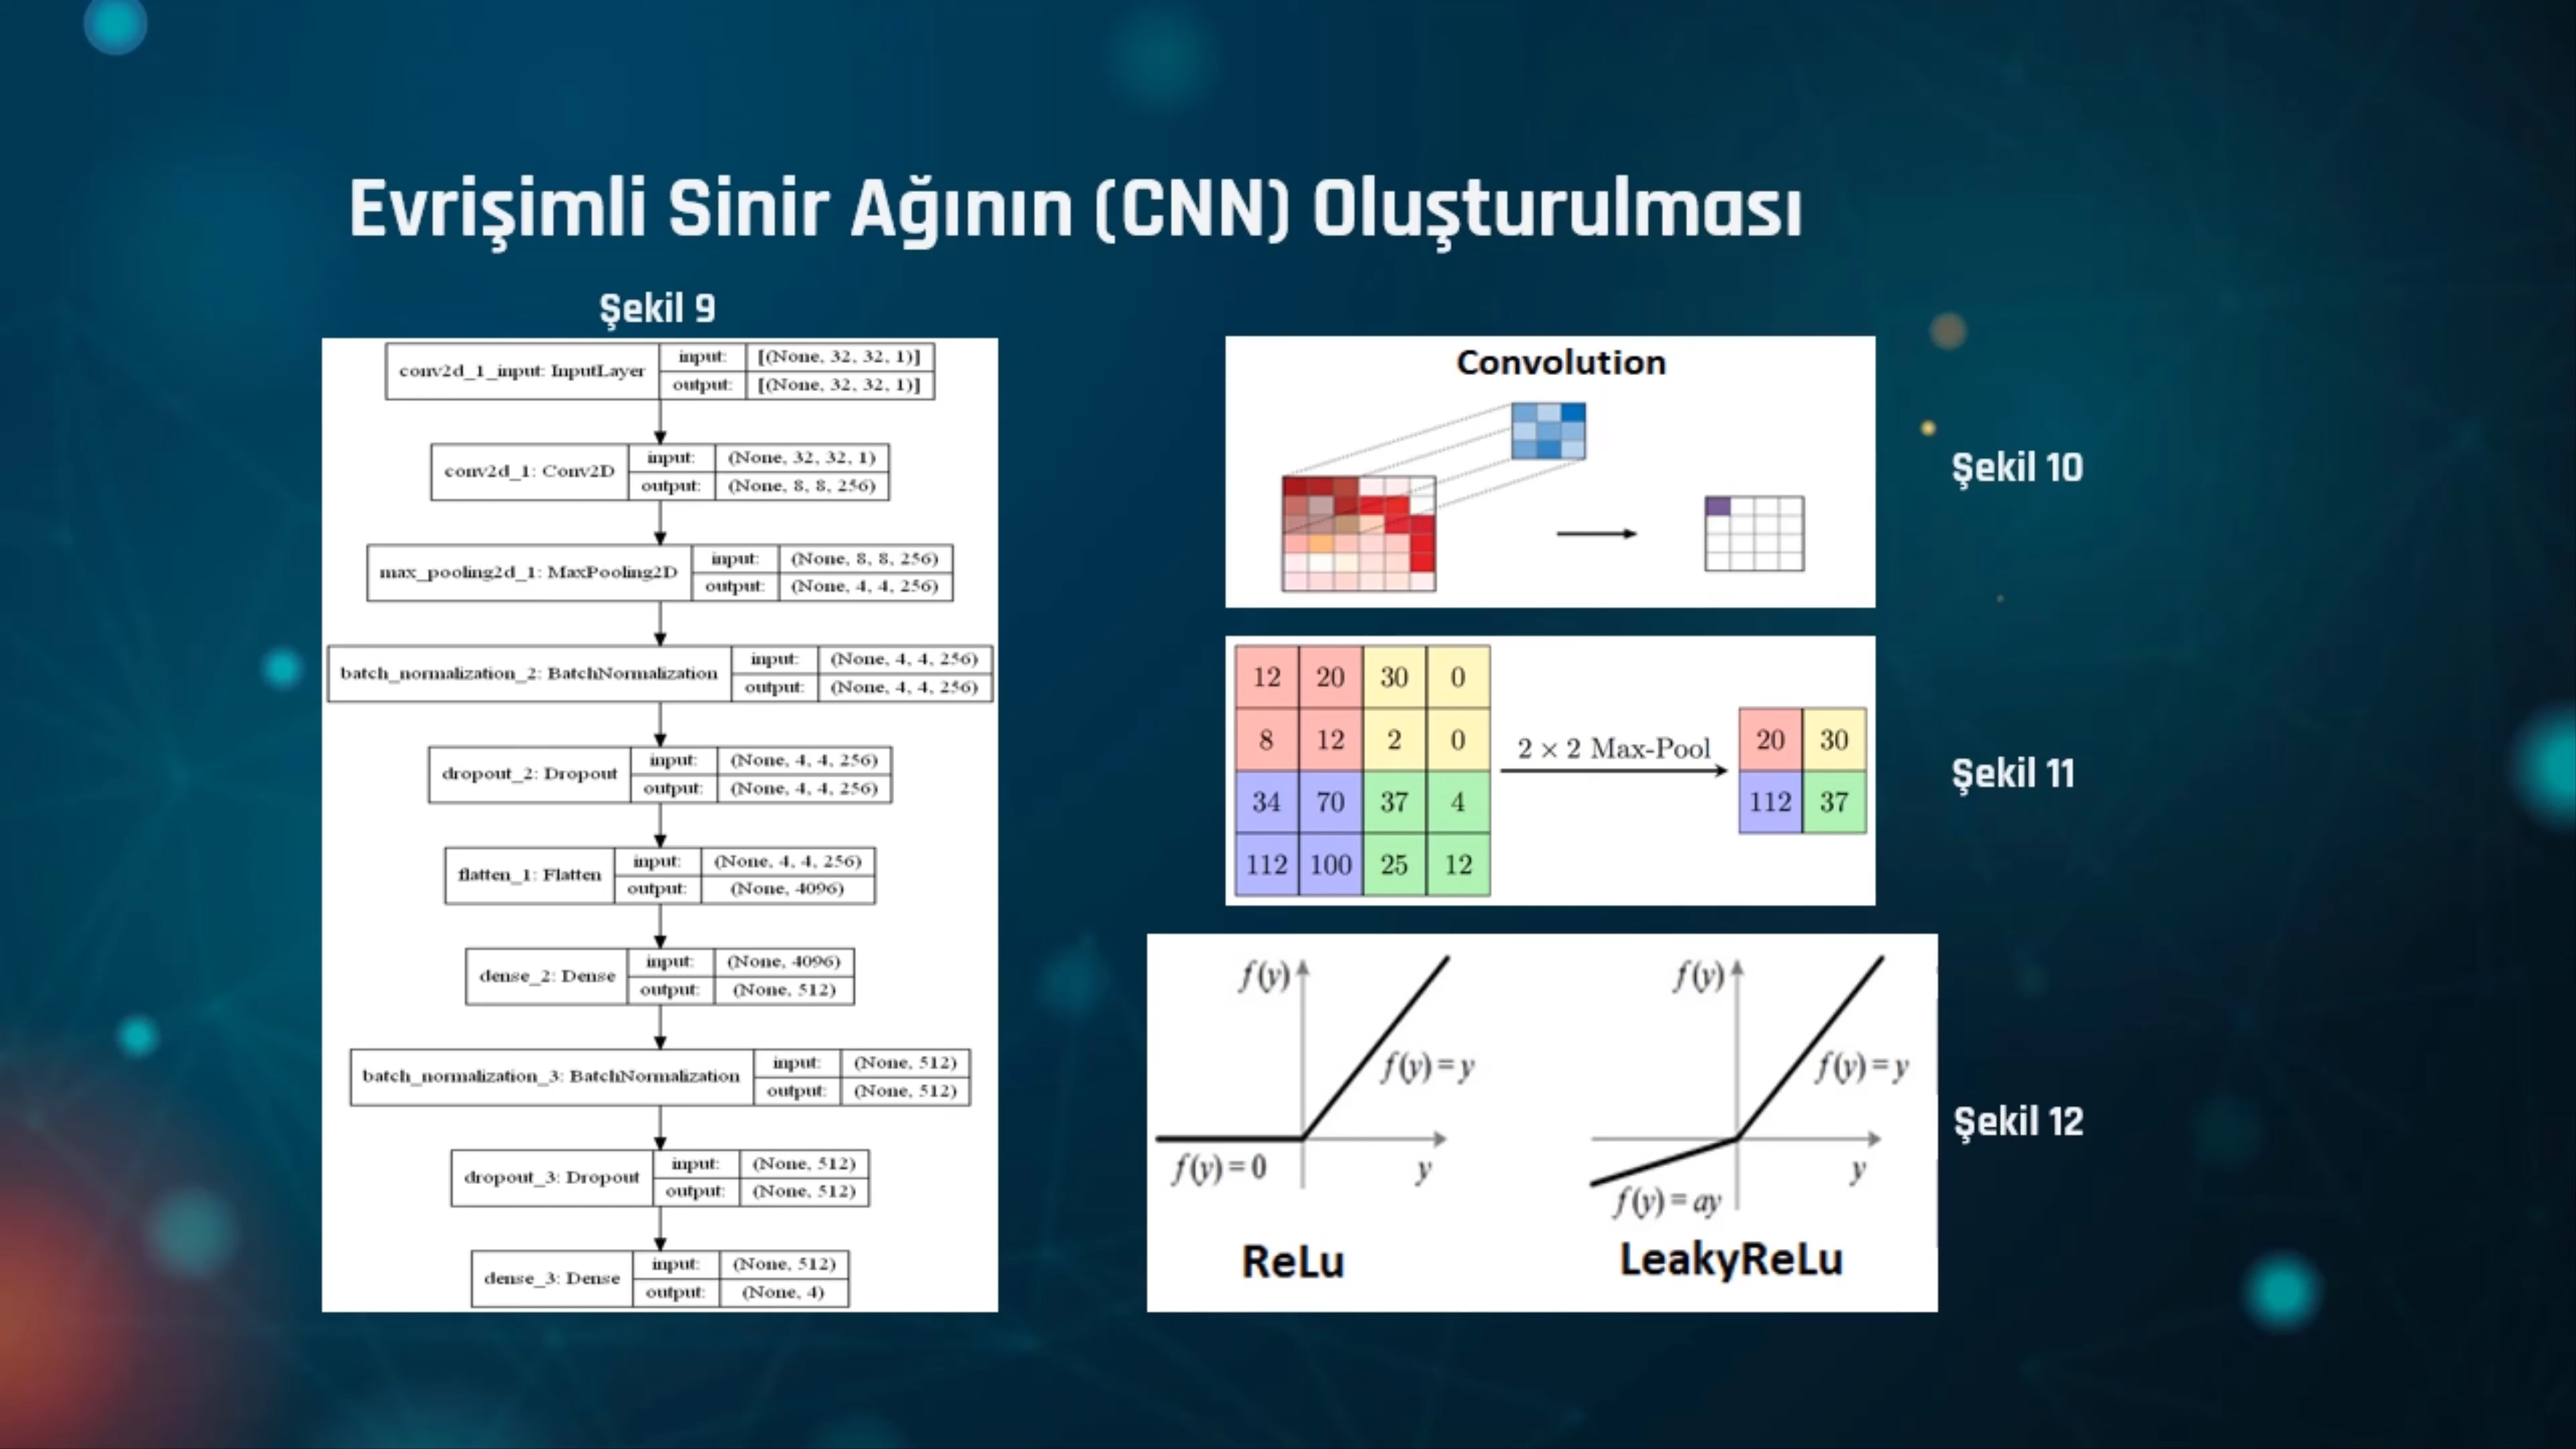 Evrişimli Sinir Ağının (CNN) Oluşturulması
Şekil 9
conv2d_1_input: InputLayer
input: [(None, 32, 32, 1)]
output: [(None, 32, 32, 1)]
conv2d_1: Conv2D
input: (None, 32, 32, 1)
output: (None, 8, 8, 256)
max_pooling2d_1: MaxPooling2D
input: (None, 8, 8, 256)
output: (None, 4, 4, 256)
batch_normalization_2: BatchNormalization
input: (None, 4, 4, 256)
output: (None, 4, 4, 256)
dropout_2: Dropout
input: (None, 4, 4, 256)
output: (None, 4, 4, 256)
flatten_1: Flatten
input: (None, 4, 4, 256)
output: (None, 4096)
dense_2: Dense
input: (None, 4096)
output: (None, 512)
batch_normalization_3: BatchNormalization
input: (None, 512)
output: (None, 512)
dropout_3: Dropout
input: (None, 512)
output: (None, 512)
dense_3: Dense
input: (None, 512)
output: (None, 4)
Convolution
Şekil 10
12 20 30 0
8 12 2 0
34 70 37 4
112 100 25 12
2 × 2 Max-Pool
20 30
112 37
Şekil 11
f(y)
f(y)=y
f(y)=0
y
ReLu
f(y)
f(y)=y
f(y)=ay
y
LeakyReLu
Şekil 12